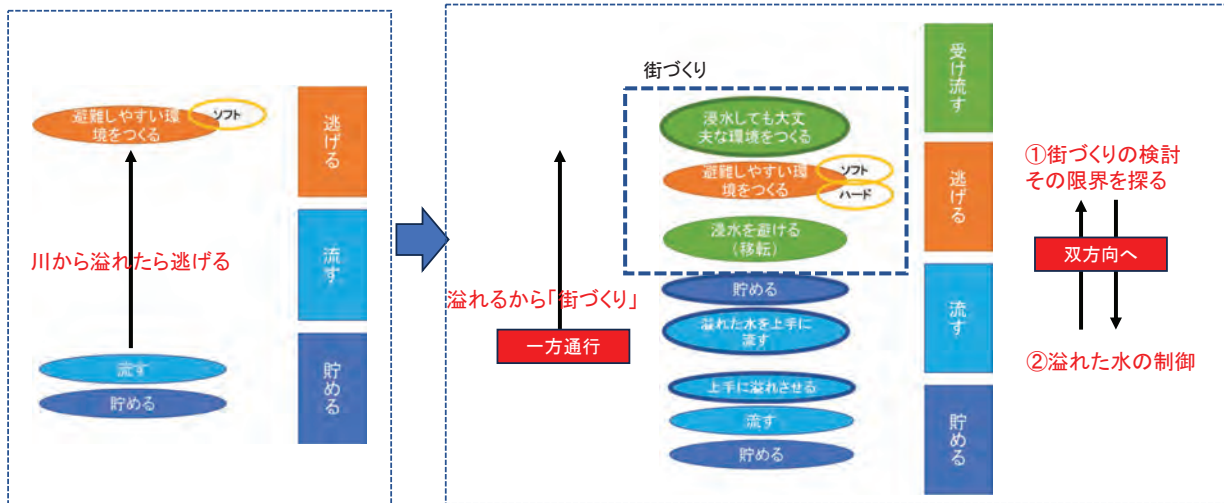 避難しやすい環
境をつくる
ソフト
川から溢れたら逃げる
流す
貯める
逃げる
流す
貯める
街づくり
浸水しても大丈
夫な環境をつくる
避難しやすい環
境をつくる
ソフト
ハード
浸水を避ける
(移転)
溢れるから「街づくり」
一方通行
貯める
溢れた水を上手に
流す
上手に溢れさせる
流す
貯める
受け流す
逃げる
流す
貯める
①街づくりの検討
その限界を探る
双方向へ
②溢れた水の制御